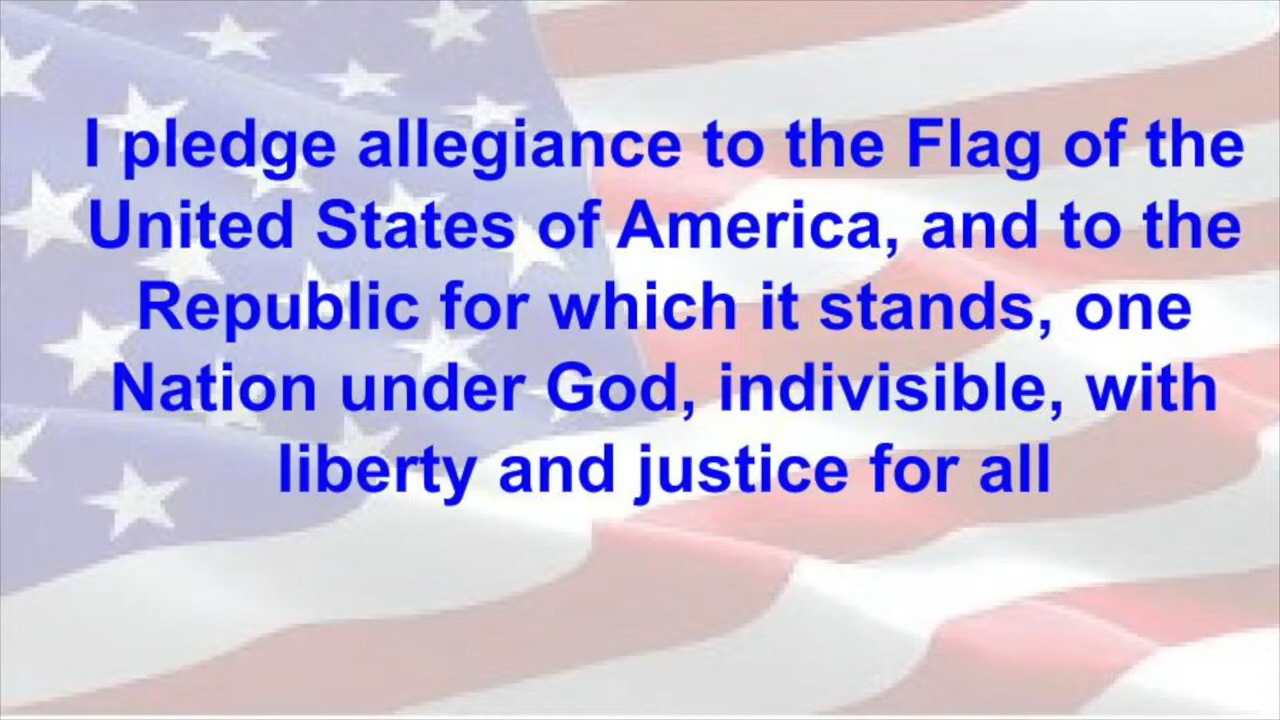 I pledge allegiance to the Flag of the
United States of America, and to the
Republic for which it stands, one
Nation under God, indivisible, with
liberty and justice for all